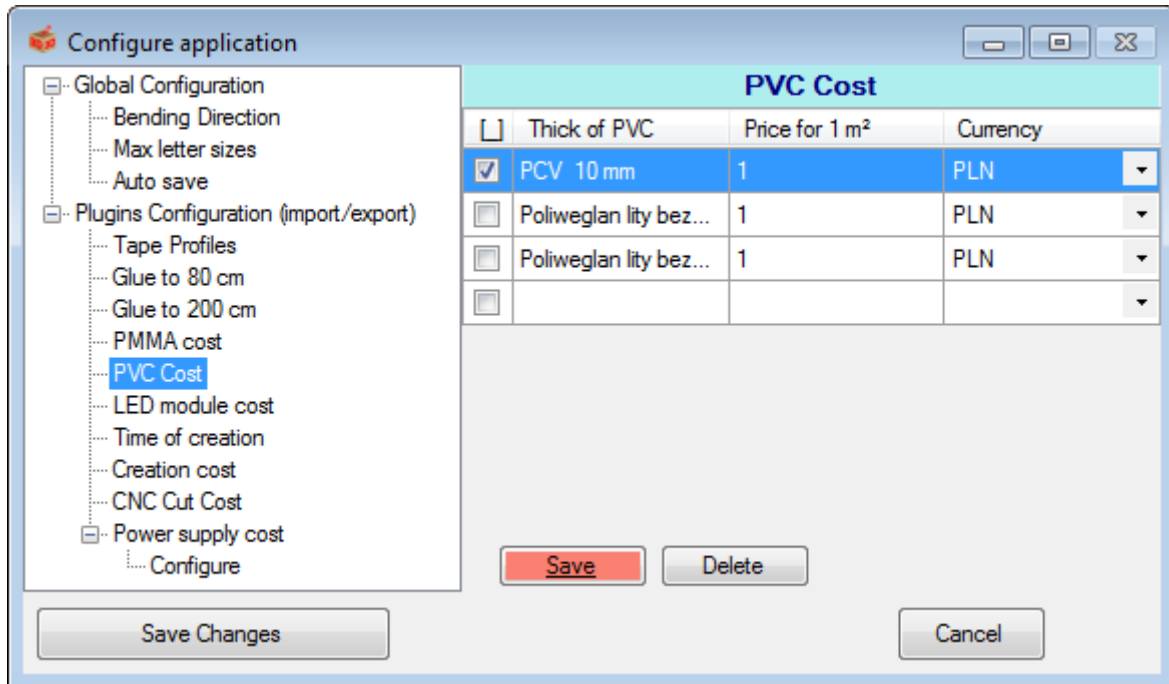 Configure application
Global Configuration
Bending Direction
Max letter sizes
Auto save
Plugins Configuration (import/export)
Tape Profiles
Glue to 80 cm
Glue to 200 cm
PMMA cost
PVC Cost
LED module cost
Time of creation
Creation cost
CNC Cut Cost
Power supply cost
Configure
PVC Cost
[_] Thick of PVC Price for 1 m² Currency
PCV 10 mm 1 PLN
Poliweglan lity bez... 1 PLN
Poliweglan lity bez... 1 PLN
Save Delete
Save Changes Cancel